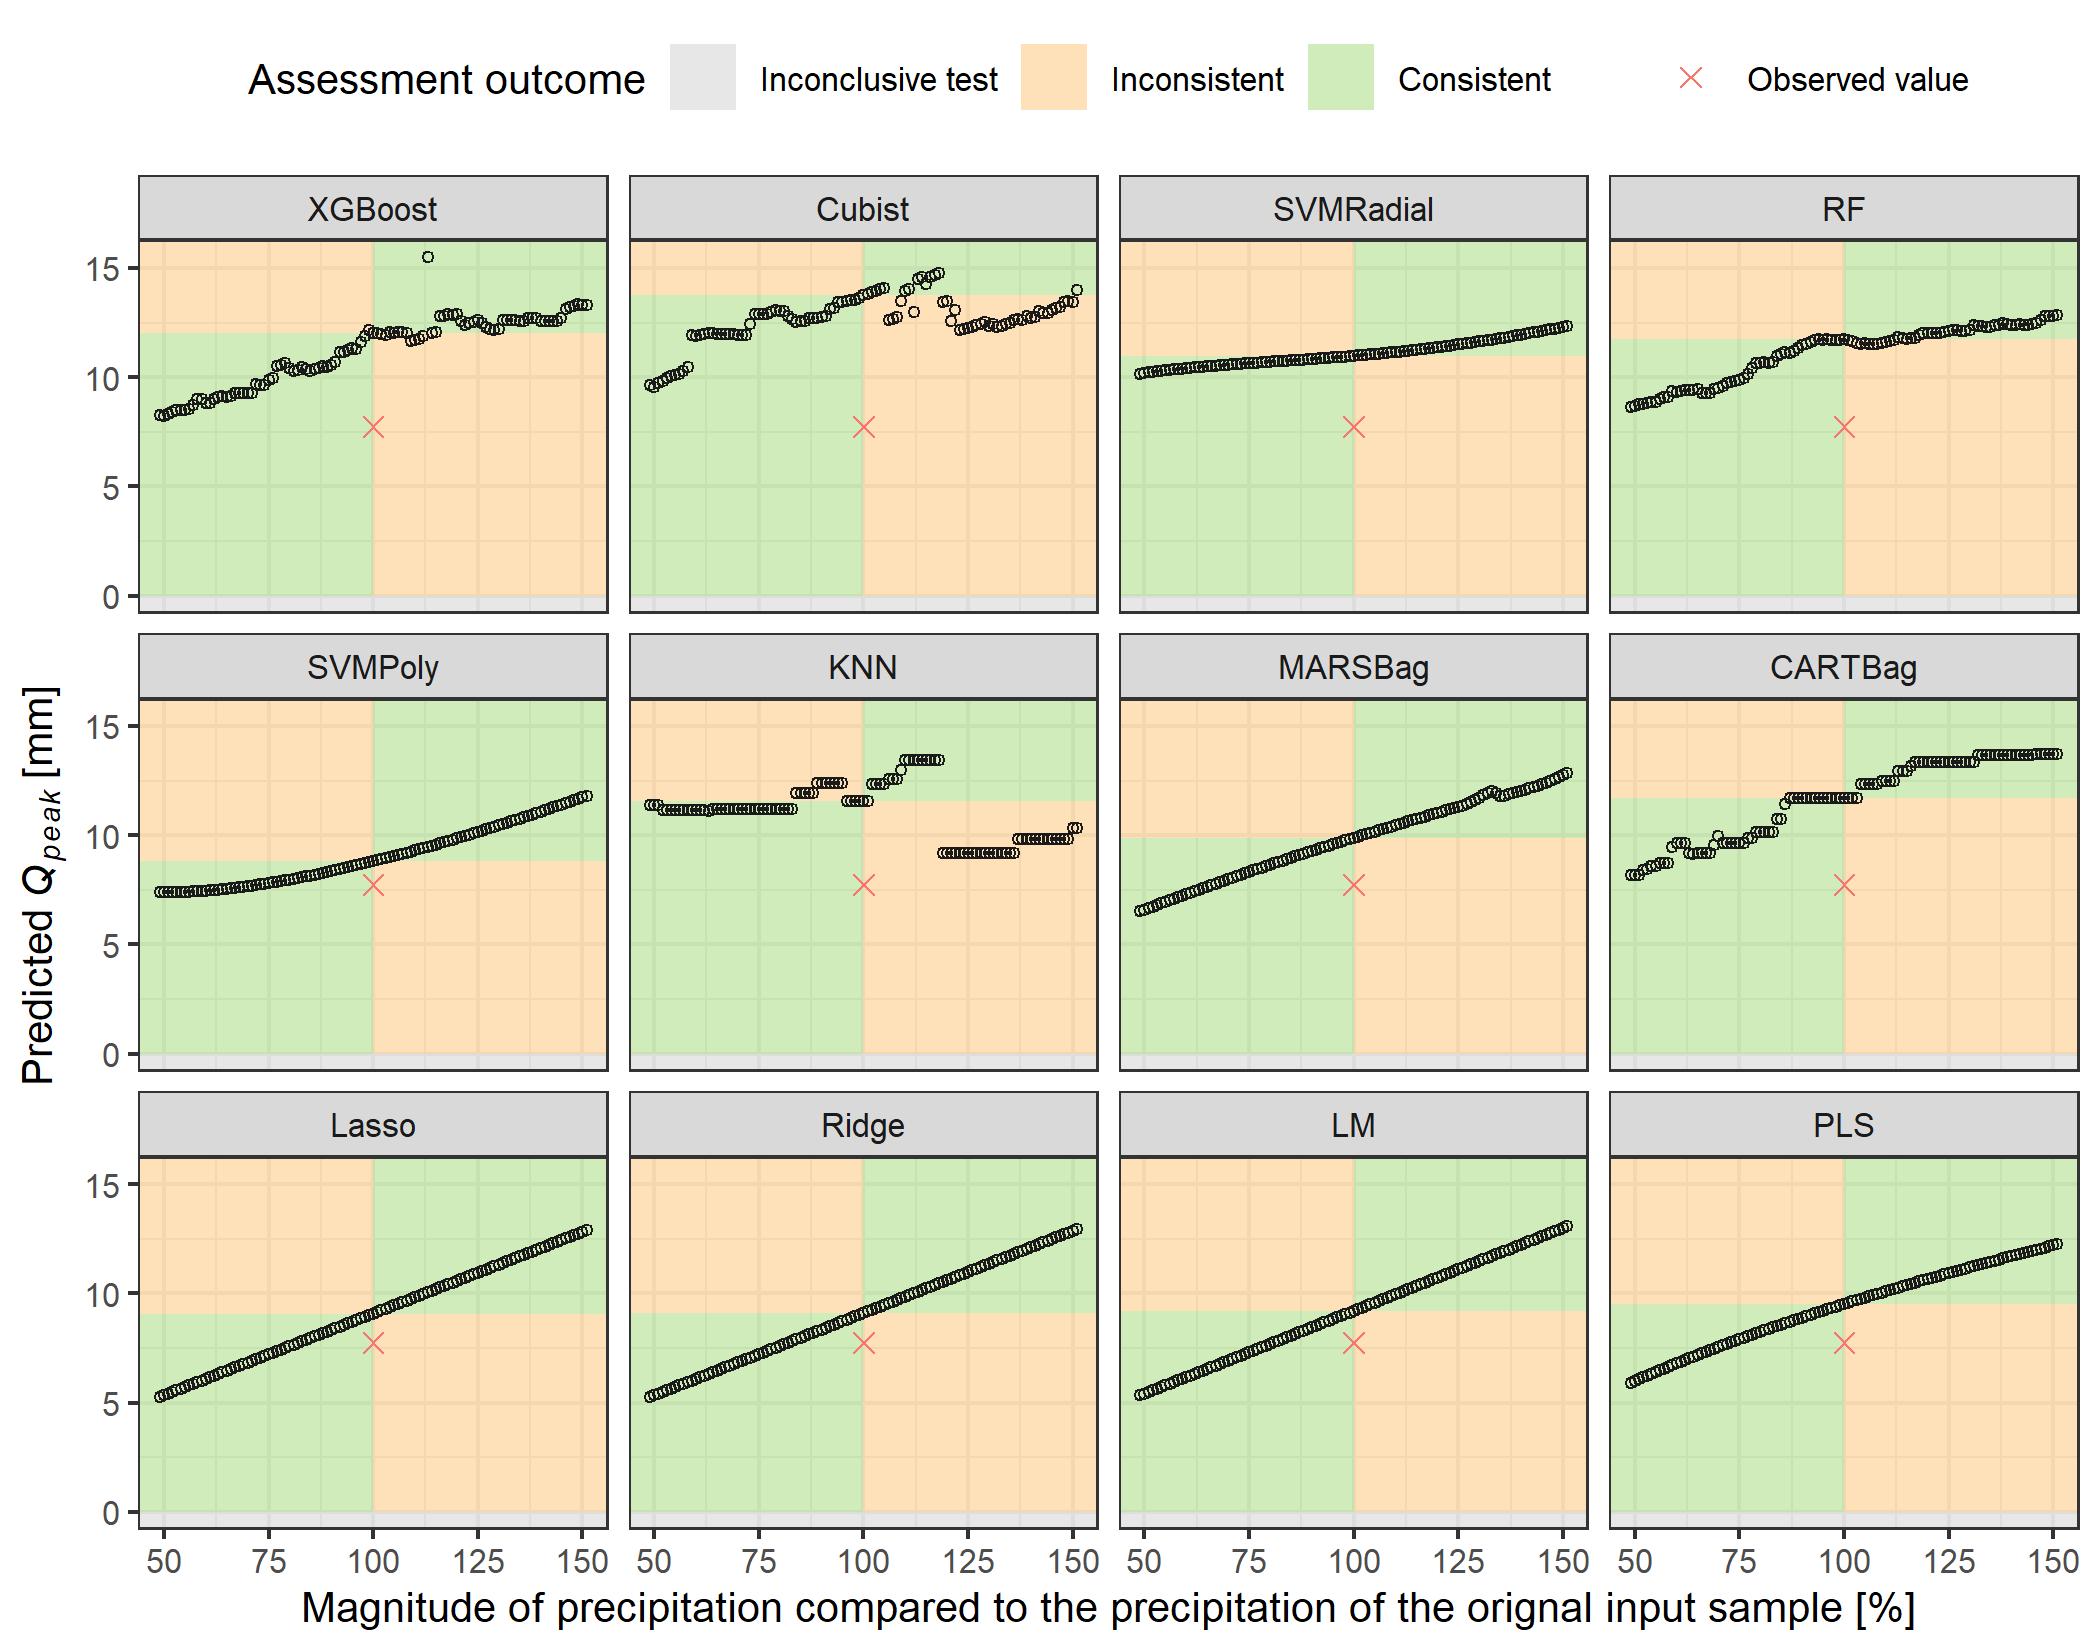 Assessment outcome Inconclusive test Inconsistent Consistent Observed value
XGBoost Cubist SVMRadial RF
15
10
5
0
SVMPoly KNN MARSBag CARTBag
15
10
5
0
Lasso Ridge LM PLS
15
10
5
0
Predicted Qpeak [mm]
50 75 100 125 150 50 75 100 125 150 50 75 100 125 150 50 75 100 125 150
Magnitude of precipitation compared to the precipitation of the orignal input sample [%]